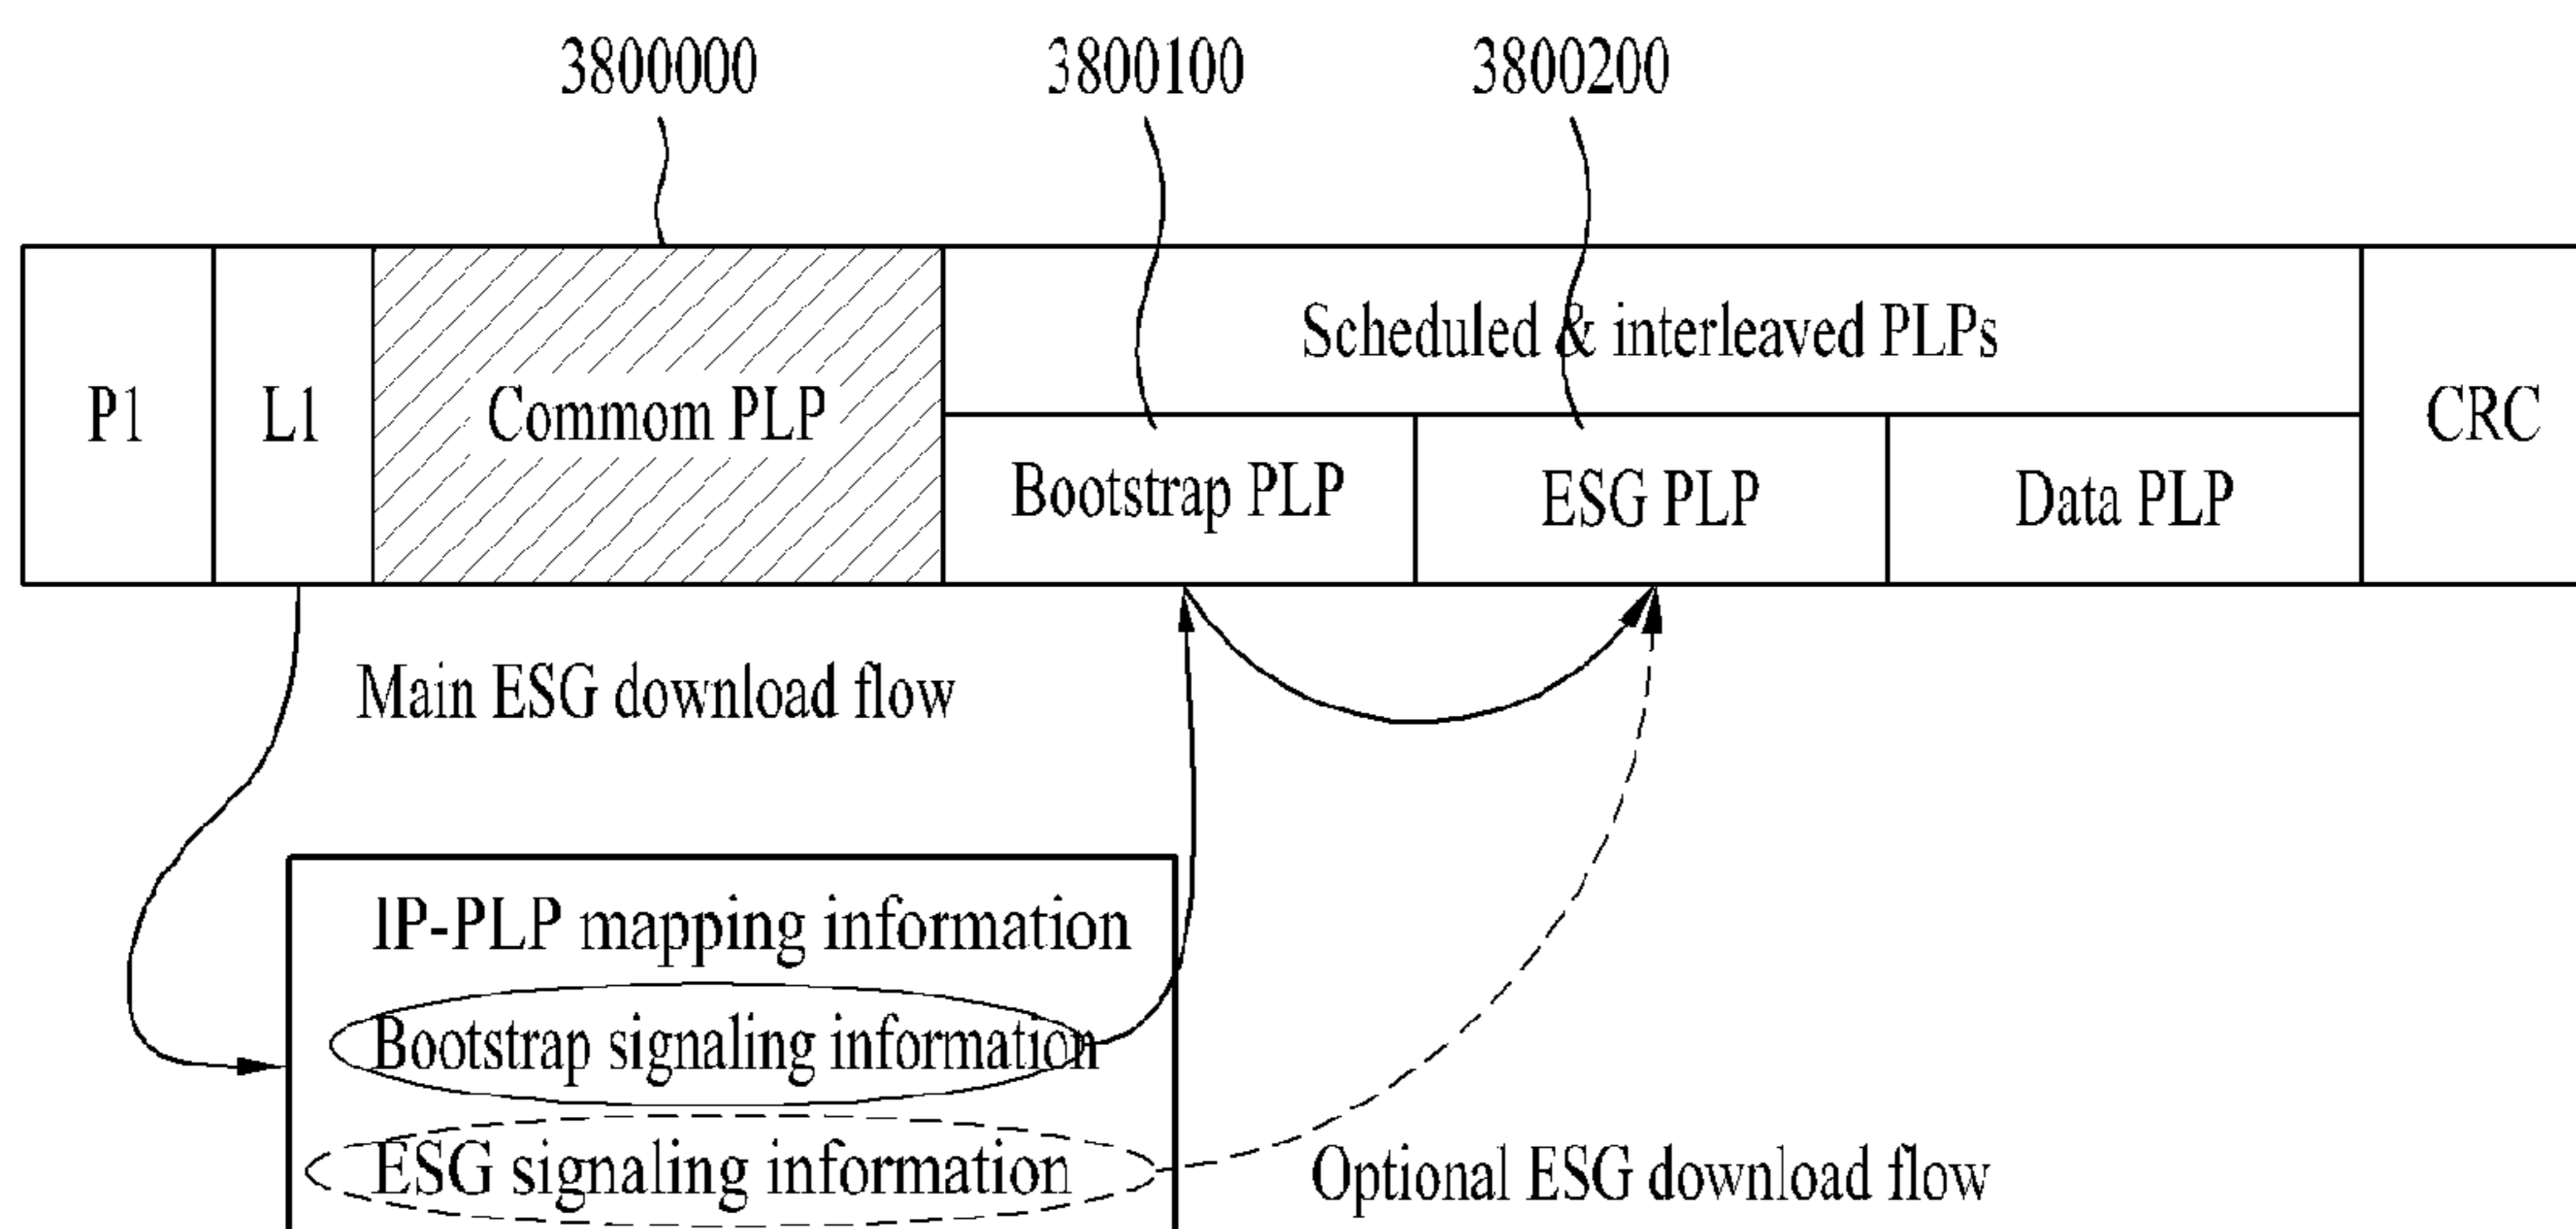 3800000
3800100
3800200
P1
L1
Commom PLP
Scheduled & interleaved PLPs
Bootstrap PLP
ESG PLP
Data PLP
CRC
Main ESG download flow
IP-PLP mapping information
Bootstrap signaling information
ESG signaling information
Optional ESG download flow